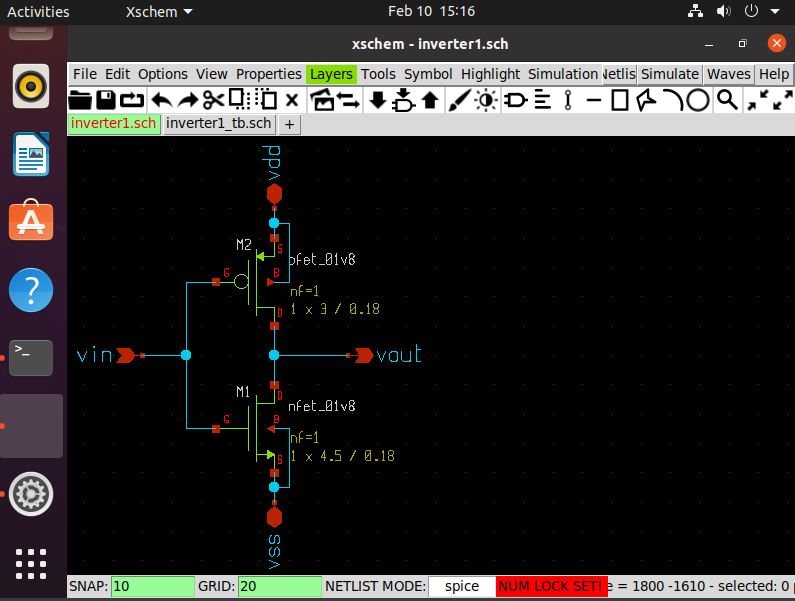 Activities Xschem Feb 10 15:16
xschem - inverter1.sch
File Edit Options View Properties Layers Tools Symbol Highlight Simulation Netlis Simulate Waves Help
inverter1.sch inverter1_tb.sch +
vdd
M2
S
pfet_01v8
G
B
nf=1
1 x 3 / 0.18
D
vin
vout
M1
D
nfet_01v8
G
B
nf=1
S
1 x 4.5 / 0.18
vss
SNAP: 10 GRID: 20 NETLIST MODE: spice NUM LOCK SET! e = 1800 -1610 - selected: 0